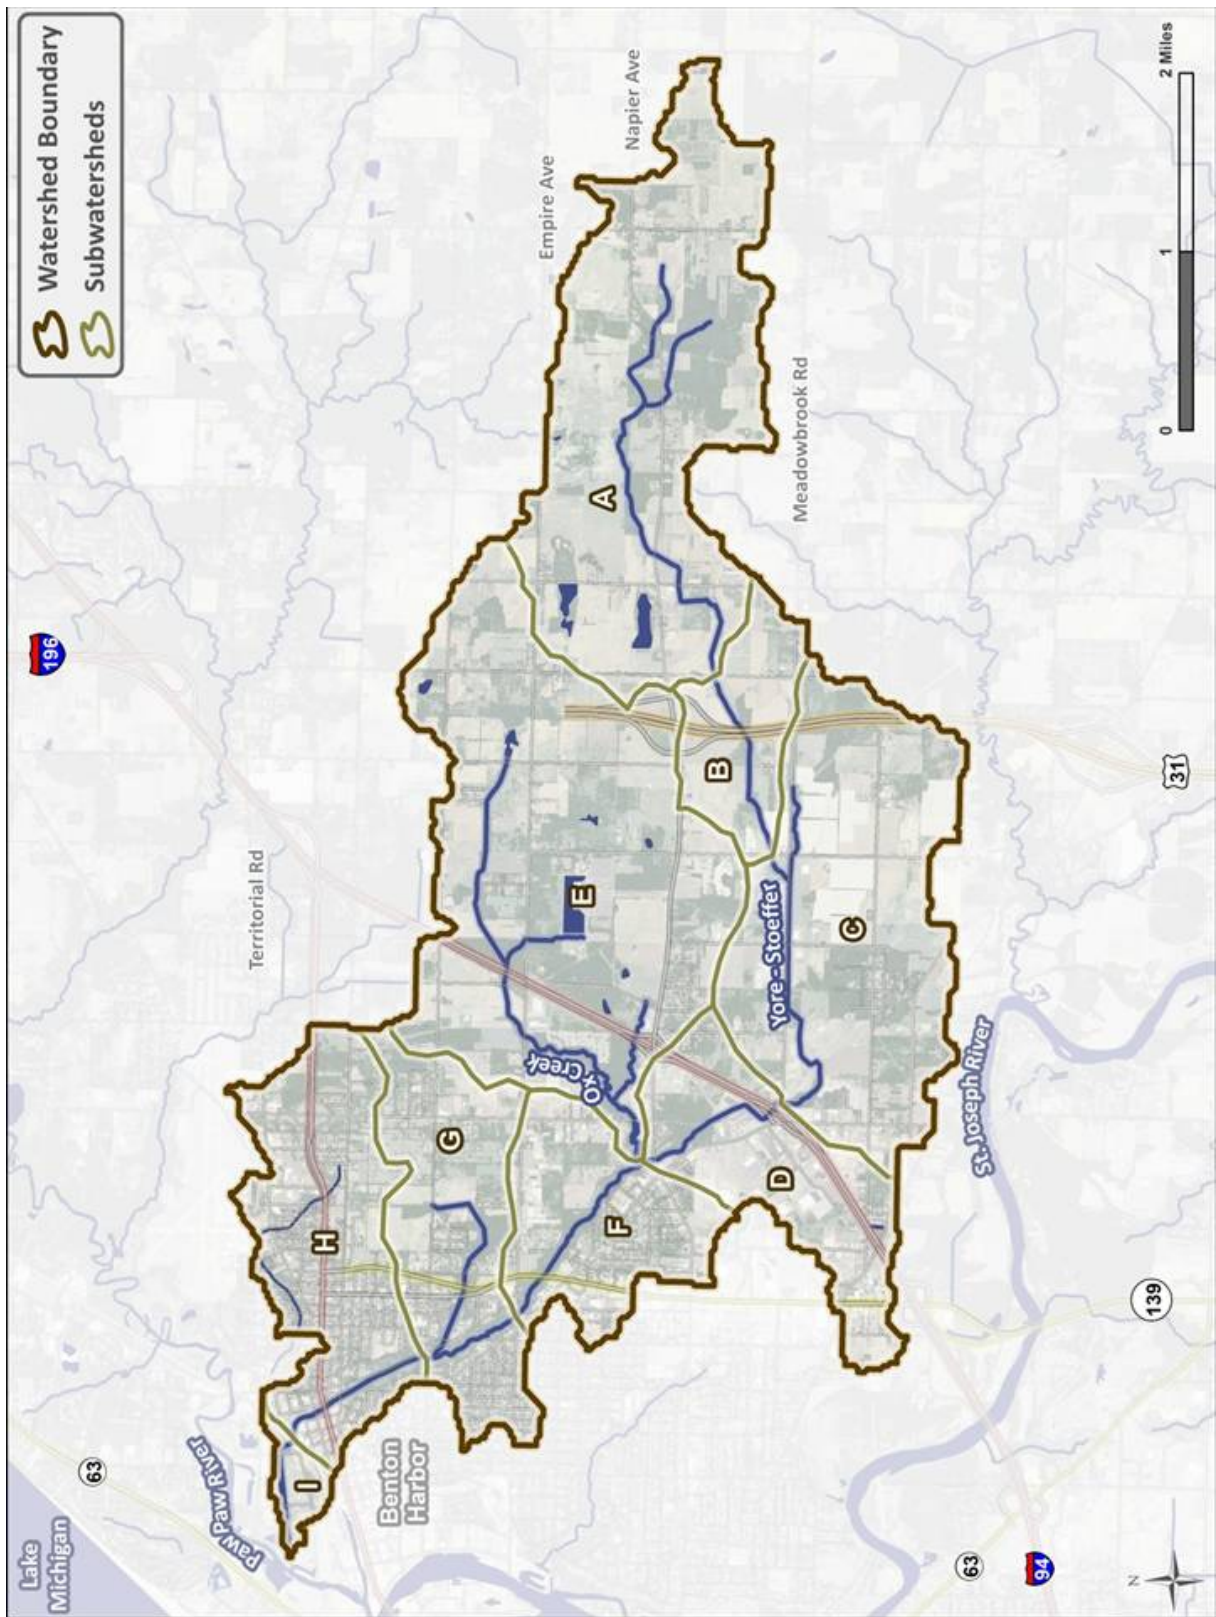 Watershed Boundary
Subwatersheds
Napier Ave
Empire Ave
2 Miles
1
0
Meadowbrook Rd
A
196
31
B
Territorial Rd
E
Yore - Stoeffer
C
Ox Creek
St. Joseph River
G
D
H
F
139
63
Paw Paw River
Benton
Harbor
I
Lake
Michigan
63
94
N